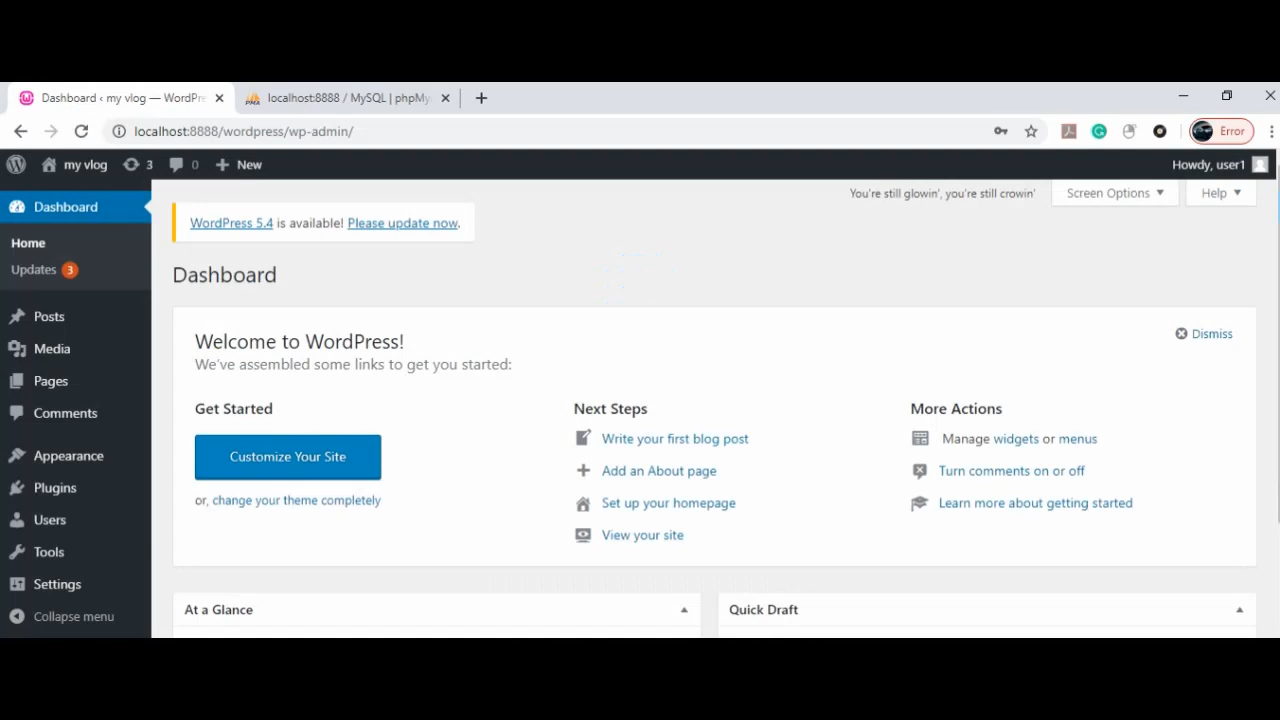 Dashboard ‹ my vlog — WordPre
localhost:8888 / MySQL | phpMy
localhost:8888/wordpress/wp-admin/
Error
my vlog 3 0 New
Howdy, user1
Dashboard
Home
Updates 3
Posts
Media
Pages
Comments
Appearance
Plugins
Users
Tools
Settings
Collapse menu
You're still glowin', you're still crowin'
Screen Options
Help
WordPress 5.4 is available! Please update now.
Dashboard
Welcome to WordPress!
We've assembled some links to get you started:
Dismiss
Get Started
Customize Your Site
or, change your theme completely
Next Steps
Write your first blog post
Add an About page
Set up your homepage
View your site
More Actions
Manage widgets or menus
Turn comments on or off
Learn more about getting started
At a Glance
Quick Draft